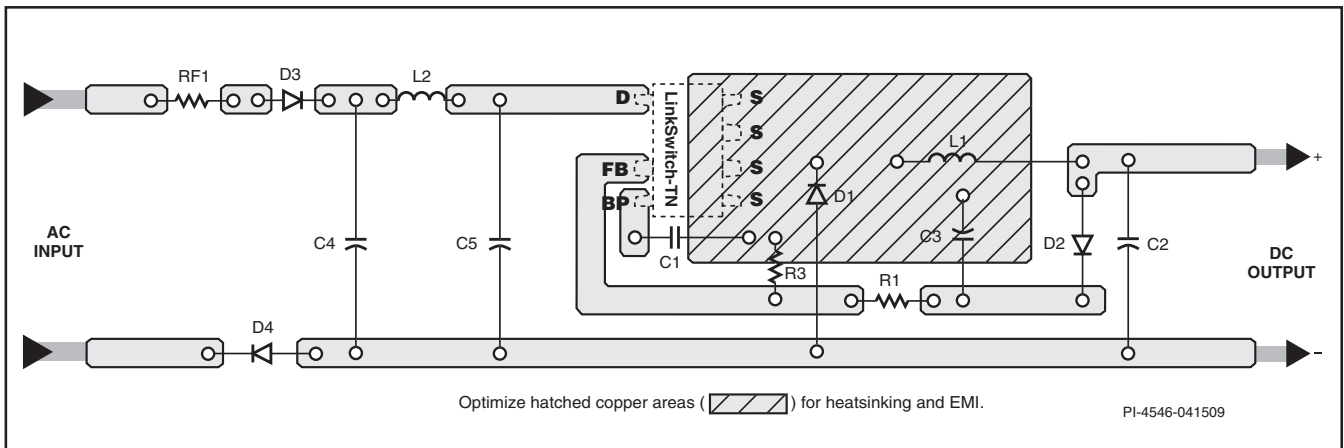 RF1
D3
L2
D
FB
BP
LinkSwitch-TN
S
S
S
S
L1
+
AC
INPUT
C4
C5
C1
R3
D1
C3
R1
D2
C2
DC
OUTPUT
D4
–
Optimize hatched copper areas ( ) for heatsinking and EMI.
PI-4546-041509